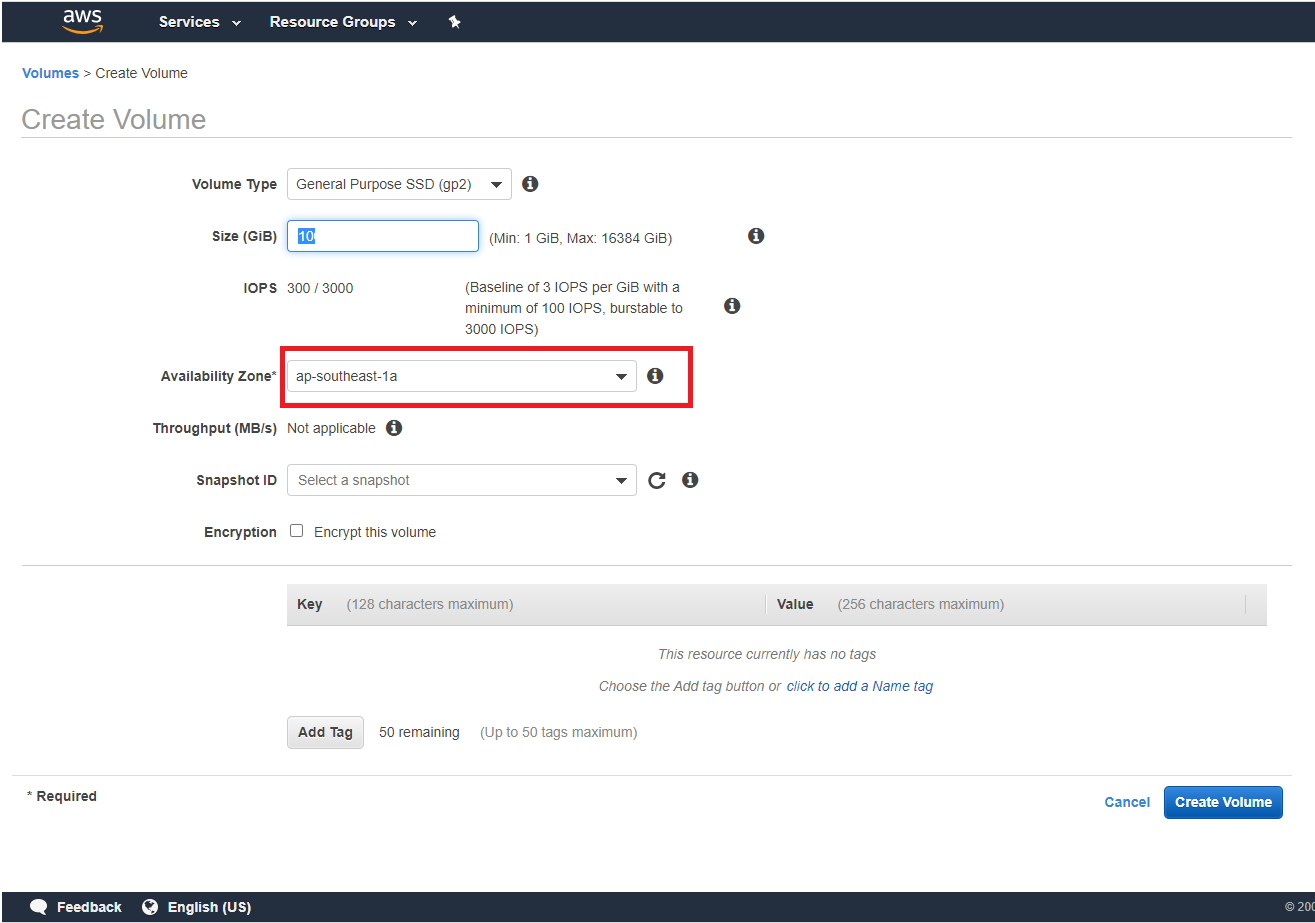 aws Services Resource Groups
Volumes > Create Volume
Create Volume
Volume Type General Purpose SSD (gp2)
Size (GiB) 100 (Min: 1 GiB, Max: 16384 GiB)
IOPS 300 / 3000 (Baseline of 3 IOPS per GiB with a
minimum of 100 IOPS, burstable to
3000 IOPS)
Availability Zone* ap-southeast-1a
Throughput (MB/s) Not applicable
Snapshot ID Select a snapshot
Encryption Encrypt this volume
Key (128 characters maximum) Value (256 characters maximum)
This resource currently has no tags
Choose the Add tag button or click to add a Name tag
Add Tag 50 remaining (Up to 50 tags maximum)
* Required
Cancel Create Volume
Feedback English (US) ©